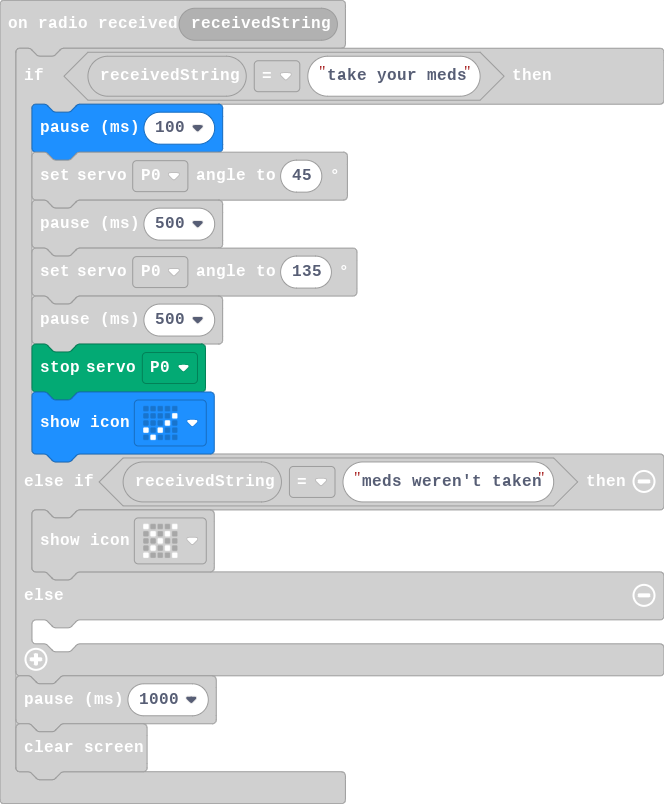 on radio received receivedString
if receivedString = "take your meds" then
pause (ms) 100
set servo P0 angle to 45 °
pause (ms) 500
set servo P0 angle to 135 °
pause (ms) 500
stop servo P0
show icon
else if receivedString = "meds weren't taken" then
show icon
else
pause (ms) 1000
clear screen